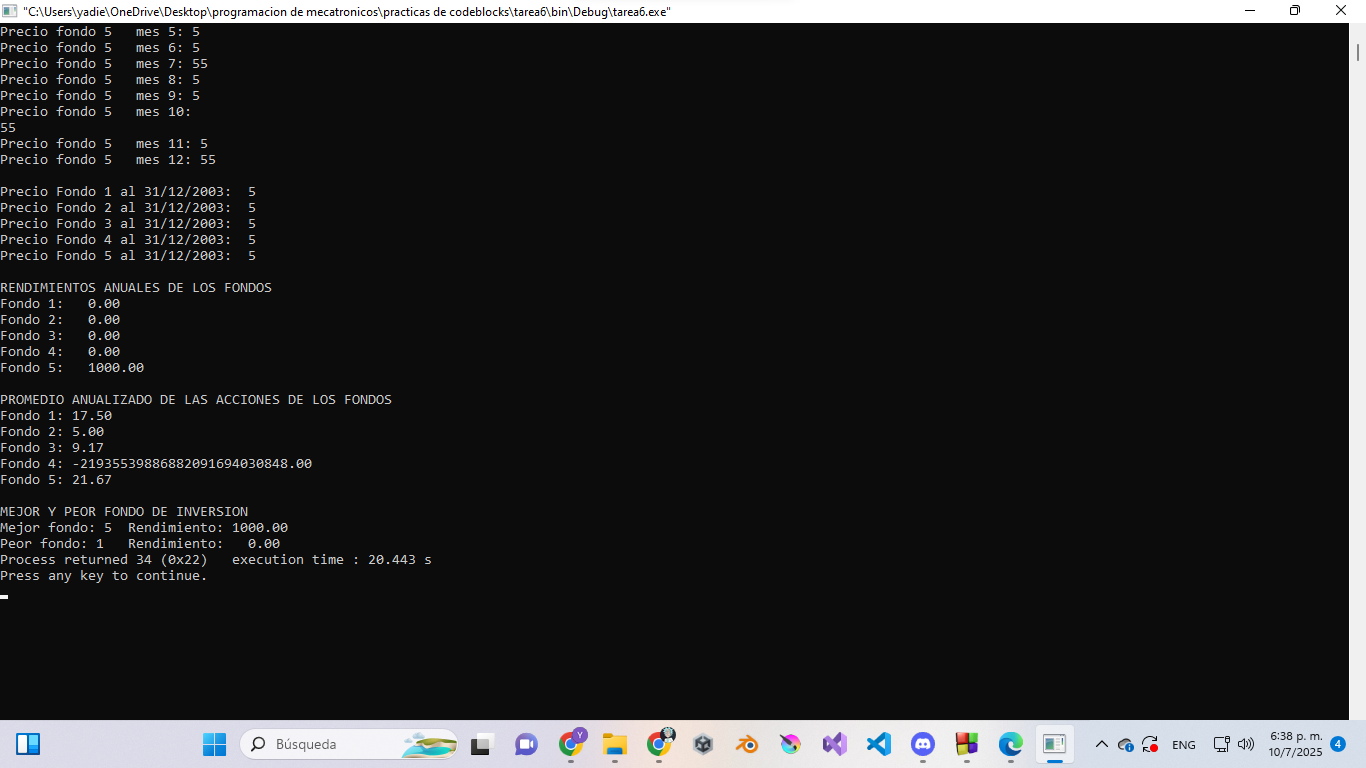 "C:\Users\yadie\OneDrive\Desktop\programacion de mecatronicos\practicas de codeblocks\tarea6\bin\Debug\tarea6.exe"
Precio fondo 5   mes 5: 5
Precio fondo 5   mes 6: 5
Precio fondo 5   mes 7: 55
Precio fondo 5   mes 8: 5
Precio fondo 5   mes 9: 5
Precio fondo 5   mes 10:
55
Precio fondo 5   mes 11: 5
Precio fondo 5   mes 12: 55
Precio Fondo 1 al 31/12/2003:  5
Precio Fondo 2 al 31/12/2003:  5
Precio Fondo 3 al 31/12/2003:  5
Precio Fondo 4 al 31/12/2003:  5
Precio Fondo 5 al 31/12/2003:  5
RENDIMIENTOS ANUALES DE LOS FONDOS
Fondo 1:   0.00
Fondo 2:   0.00
Fondo 3:   0.00
Fondo 4:   0.00
Fondo 5:   1000.00
PROMEDIO ANUALIZADO DE LAS ACCIONES DE LOS FONDOS
Fondo 1: 17.50
Fondo 2: 5.00
Fondo 3: 9.17
Fondo 4: -21935539886882091694030848.00
Fondo 5: 21.67
MEJOR Y PEOR FONDO DE INVERSION
Mejor fondo: 5  Rendimiento: 1000.00
Peor fondo: 1   Rendimiento:   0.00
Process returned 34 (0x22)   execution time : 20.443 s
Press any key to continue.
Búsqueda
Y
ENG
6:38 p. m.
10/7/2025
4